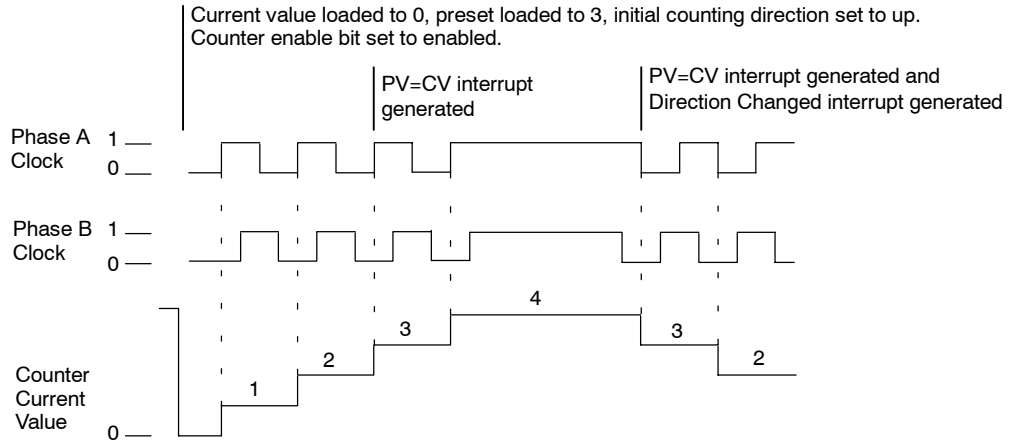 Current value loaded to 0, preset loaded to 3, initial counting direction set to up.
Counter enable bit set to enabled.
PV=CV interrupt
generated
PV=CV interrupt generated and
Direction Changed interrupt generated
Phase A
Clock
1
0
Phase B
Clock
1
0
4
3
3
2
2
1
Counter
Current
Value
0